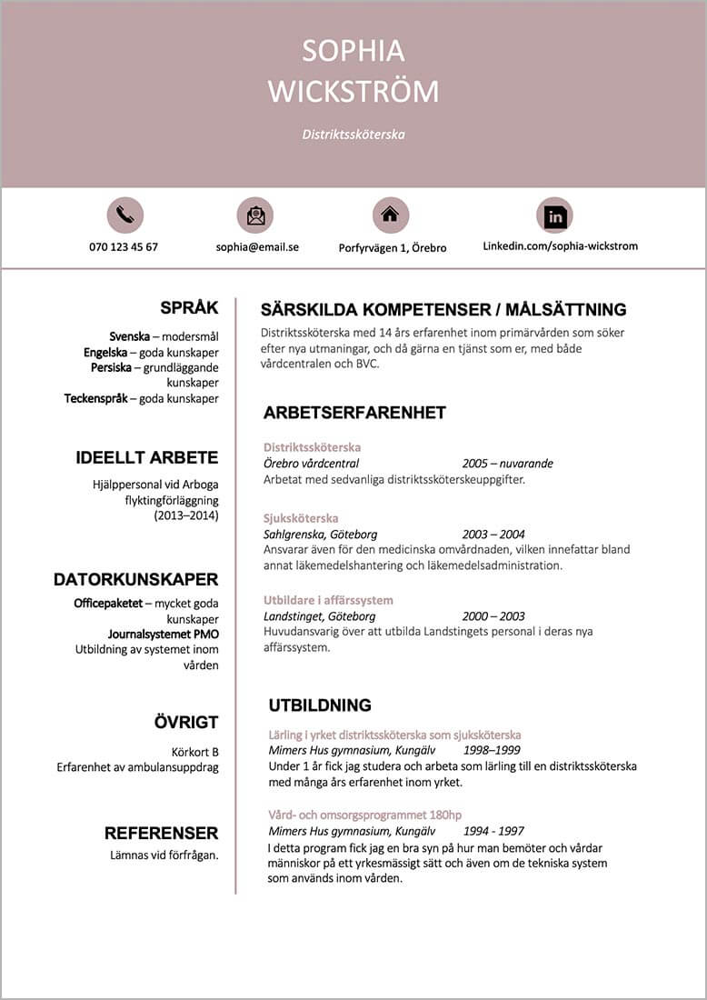 SOPHIA
WICKSTRÖM
Distriktssköterska
070 123 45 67
sophia@email.se
Porfyrvägen 1, Örebro
Linkedin.com/sophia-wickstrom
SPRÅK
Svenska – modersmål
Engelska – goda kunskaper
Persiska – grundläggande
kunskaper
Teckenspråk – goda kunskaper
IDEELLT ARBETE
Hjälppersonal vid Arboga
flyktingförläggning
(2013–2014)
DATORKUNSKAPER
Officepaketet – mycket goda
kunskaper
Journalsystemet PMO
Utbildning av systemet inom
vården
ÖVRIGT
Körkort B
Erfarenhet av ambulansuppdrag
REFERENSER
Lämnas vid förfrågan.
SÄRSKILDA KOMPETENSER / MÅLSÄTTNING
Distriktssköterska med 14 års erfarenhet inom primärvården som söker
efter nya utmaningar, och då gärna en tjänst som er, med både
vårdcentralen och BVC.
ARBETSERFARENHET
Distriktssköterska
Örebro vårdcentral 2005 – nuvarande
Arbetat med sedvanliga distriktssköterskeuppgifter.
Sjuksköterska
Sahlgrenska, Göteborg 2003 – 2004
Ansvarar även för den medicinska omvårdnaden, vilken innefattar bland
annat läkemedelshantering och läkemedelsadministration.
Utbildare i affärssystem
Landstinget, Göteborg 2000 – 2003
Huvudansvarig över att utbilda Landstingets personal i deras nya
affärssystem.
UTBILDNING
Lärling i yrket distriktssköterska som sjuksköterska
Mimers Hus gymnasium, Kungälv 1998–1999
Under 1 år fick jag studera och arbeta som lärling till en distriktssköterska
med många års erfarenhet inom yrket.
Vård- och omsorgsprogrammet 180hp
Mimers Hus gymnasium, Kungälv 1994 - 1997
I detta program fick jag en bra syn på hur man bemöter och vårdar
människor på ett yrkesmässigt sätt och även om de tekniska system
som används inom vården.